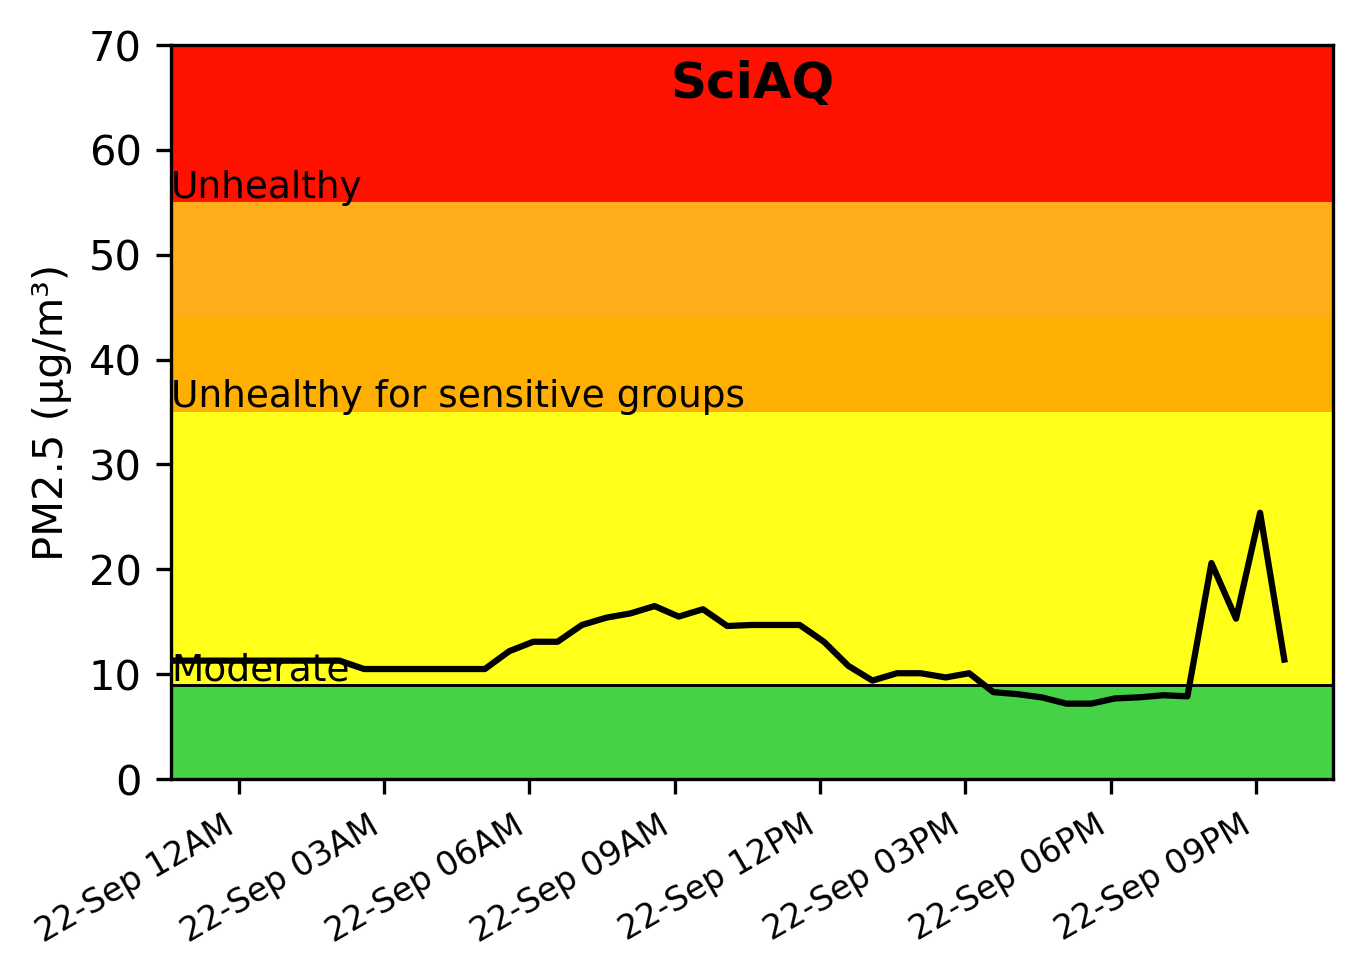 SciAQ
PM2.5 (µg/m³)
70
60
Unhealthy
50
40
Unhealthy for sensitive groups
30
20
10
Moderate
0
22-Sep 12AM
22-Sep 03AM
22-Sep 06AM
22-Sep 09AM
22-Sep 12PM
22-Sep 03PM
22-Sep 06PM
22-Sep 09PM